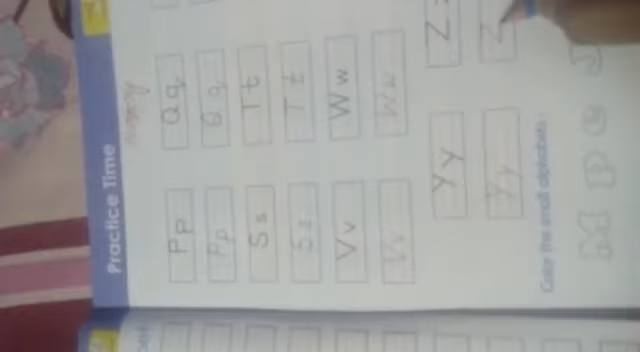 Practice Time
Pp Qq
Pp Qq
Ss Tt
Ss Tt
Vv Ww
Vv Ww
Yy Z
Yy Z
Color the small alphabets
M P